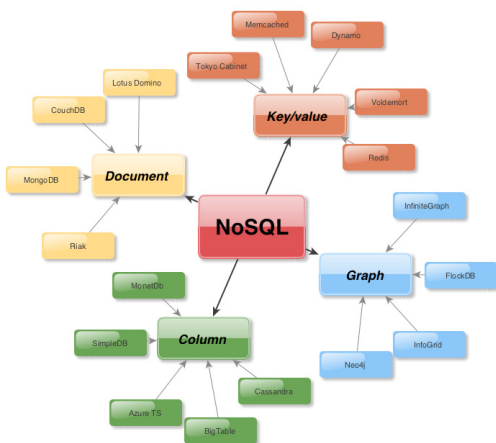 Memcached
Dynamo
Tokyo Cabinet
Voldemort
Redis
Key/value
Lotus Domino
CouchDB
MongoDB
Riak
Document
NoSQL
InfiniteGraph
FlockDB
InfoGrid
Neo4j
Graph
MonetDb
SimpleDB
Azure TS
BigTable
Cassandra
Column